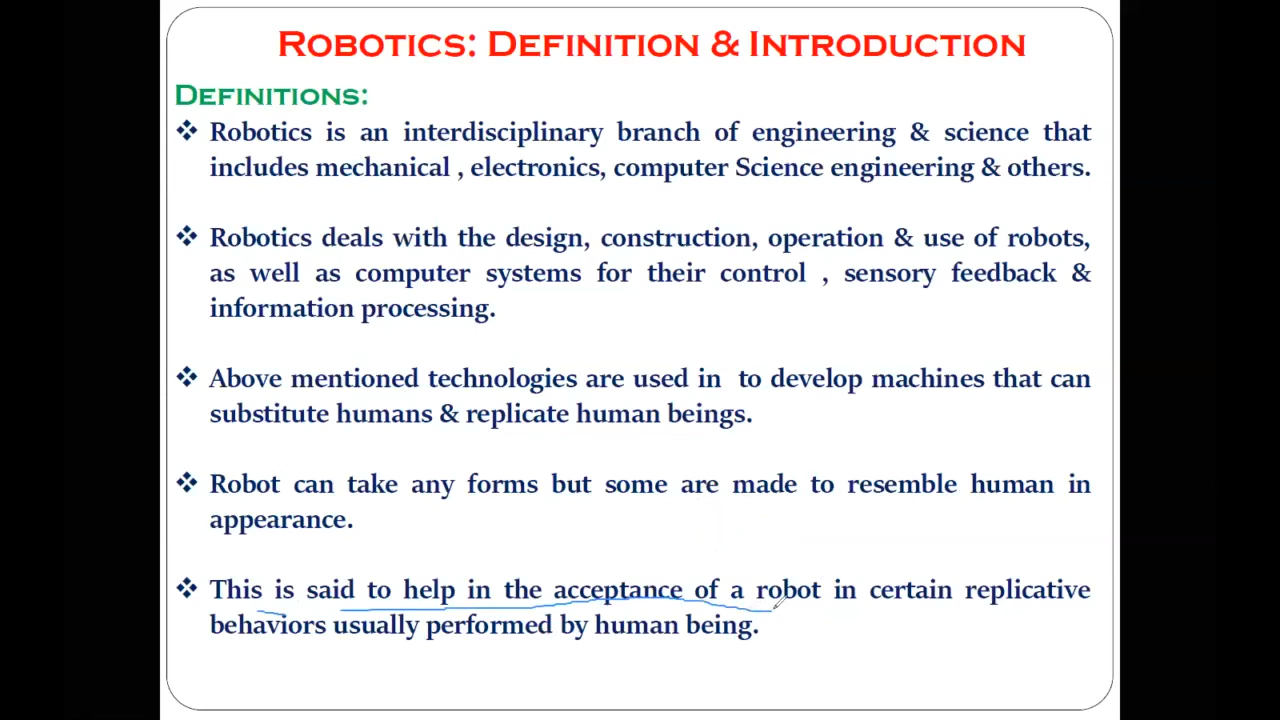 ROBOTICS: DEFINITION & INTRODUCTION
DEFINITIONS:
❖ Robotics is an interdisciplinary branch of engineering & science that
includes mechanical , electronics, computer Science engineering & others.
❖ Robotics deals with the design, construction, operation & use of robots,
as well as computer systems for their control , sensory feedback &
information processing.
❖ Above mentioned technologies are used in  to develop machines that can
substitute humans & replicate human beings.
❖ Robot can take any forms but some are made to resemble human in
appearance.
❖ This is said to help in the acceptance of a robot in certain replicative
behaviors usually performed by human being.